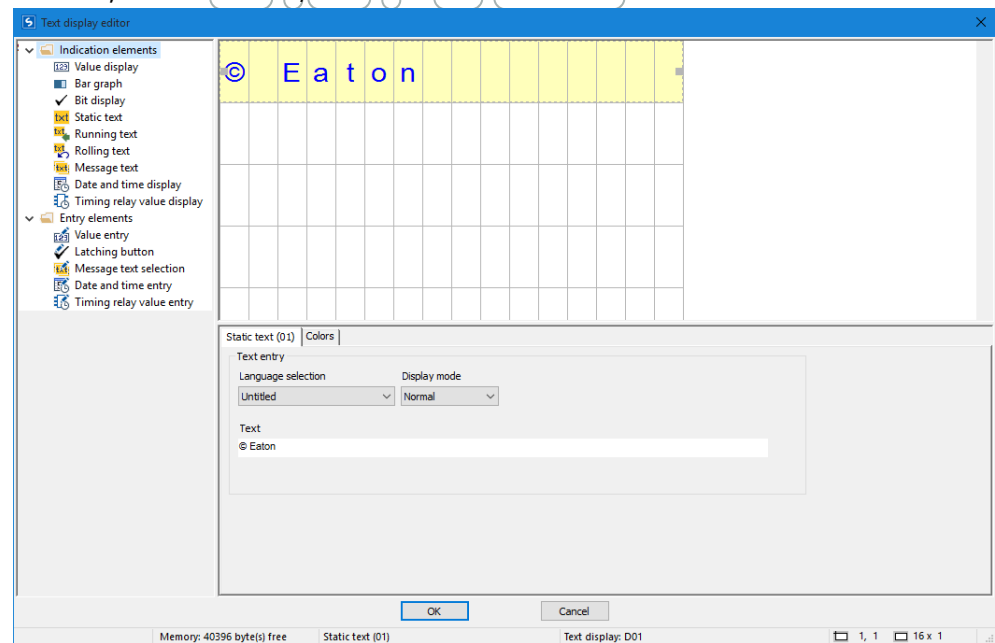 Text display editor
Indication elements
Value display
Bar graph
Bit display
Static text
Running text
Rolling text
Message text
Date and time display
Timing relay value display
Entry elements
Value entry
Latching button
Message text selection
Date and time entry
Timing relay value entry
© Eaton
Static text (01) Colors
Text entry
Language selection Display mode
Untitled Normal
Text
© Eaton
OK Cancel
Memory: 40396 byte(s) free Static text (01) Text display: D01 1, 1 16 x 1